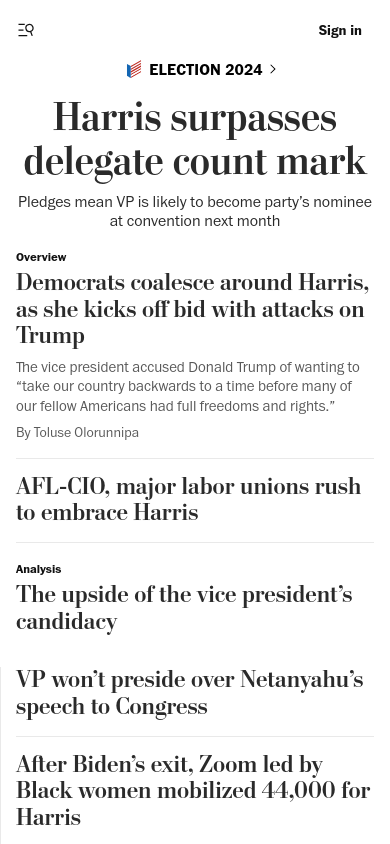 Sign in
ELECTION 2024
Harris surpasses
delegate count mark
Pledges mean VP is likely to become party’s nominee
at convention next month
Overview
Democrats coalesce around Harris,
as she kicks off bid with attacks on
Trump
The vice president accused Donald Trump of wanting to
“take our country backwards to a time before many of
our fellow Americans had full freedoms and rights.”
By Toluse Olorunnipa
AFL-CIO, major labor unions rush
to embrace Harris
Analysis
The upside of the vice president’s
candidacy
VP won’t preside over Netanyahu’s
speech to Congress
After Biden’s exit, Zoom led by
Black women mobilized 44,000 for
Harris